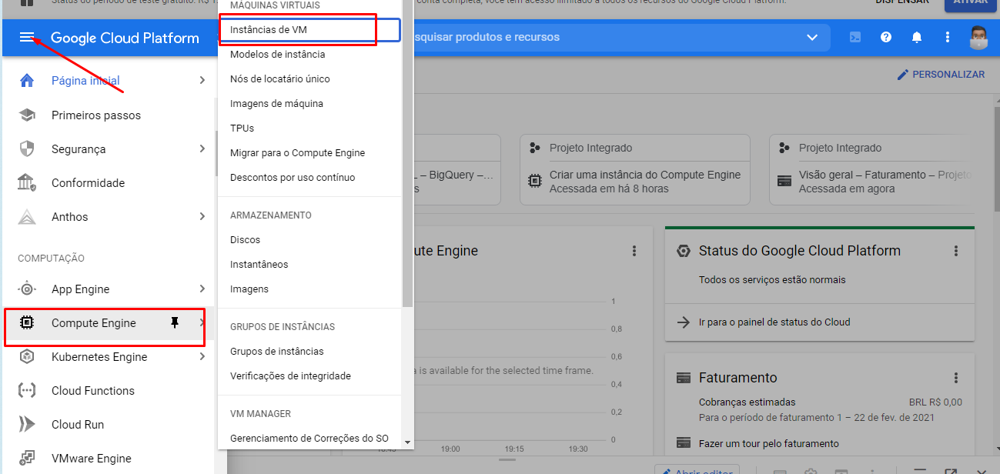 Status do período de teste gratuito: R$ 1
conta completa, você tem acesso ilimitado a todos os recursos do Google Cloud Platform.
DISPENSAR
ATIVAR
Google Cloud Platform
squisar produtos e recursos
PERSONALIZAR
Página inicial
Primeiros passos
Segurança
Conformidade
Anthos
COMPUTAÇÃO
App Engine
Compute Engine
Kubernetes Engine
Cloud Functions
Cloud Run
VMware Engine
MÁQUINAS VIRTUAIS
Instâncias de VM
Modelos de instância
Nós de locatário único
Imagens de máquina
TPUs
Migrar para o Compute Engine
Descontos por uso contínuo
ARMAZENAMENTO
Discos
Instantâneos
Imagens
GRUPOS DE INSTÂNCIAS
Grupos de instâncias
Verificações de integridade
VM MANAGER
Gerenciamento de Correções do SO
L – BigQuery –...
s
Projeto Integrado
Criar uma instância do Compute Engine
Acessada em há 8 horas
Projeto Integrado
Visão geral – Faturamento – Projeto
Acessada em agora
ute Engine
1
0,8
0,6
a is available for the selected time frame.
0,4
0,2
0
18:45
19:00
19:15
19:30
Status do Google Cloud Platform
Todos os serviços estão normais
Ir para o painel de status do Cloud
Faturamento
Cobranças estimadas
BRL R$ 0,00
Para o período de faturamento 1 – 22 de fev. de 2021
Fazer um tour pelo faturamento
Abrir editor